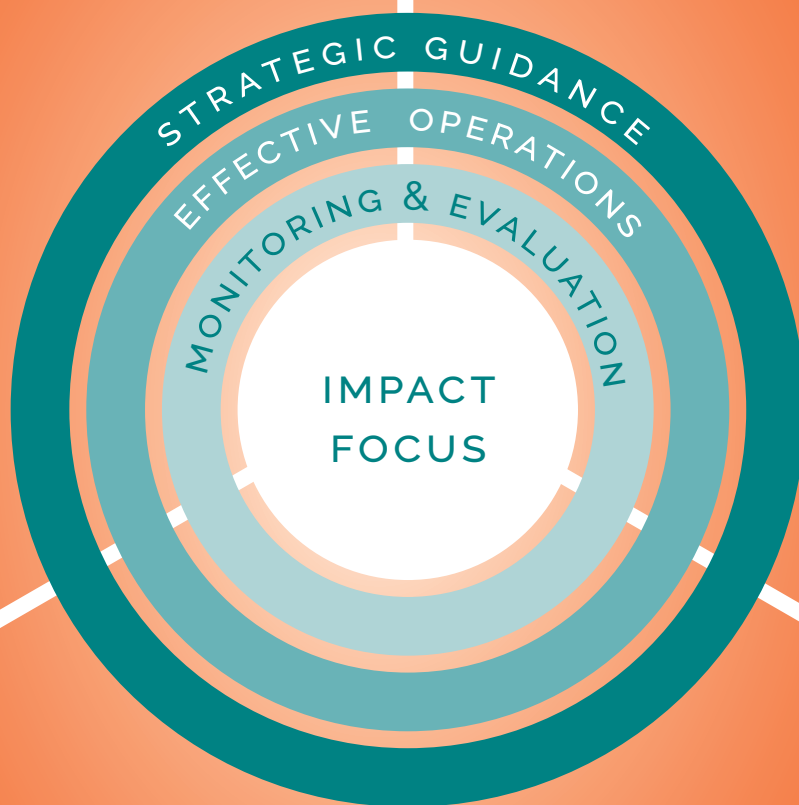 STRATEGIC GUIDANCE
EFFECTIVE OPERATIONS
MONITORING & EVALUATION
IMPACT
FOCUS